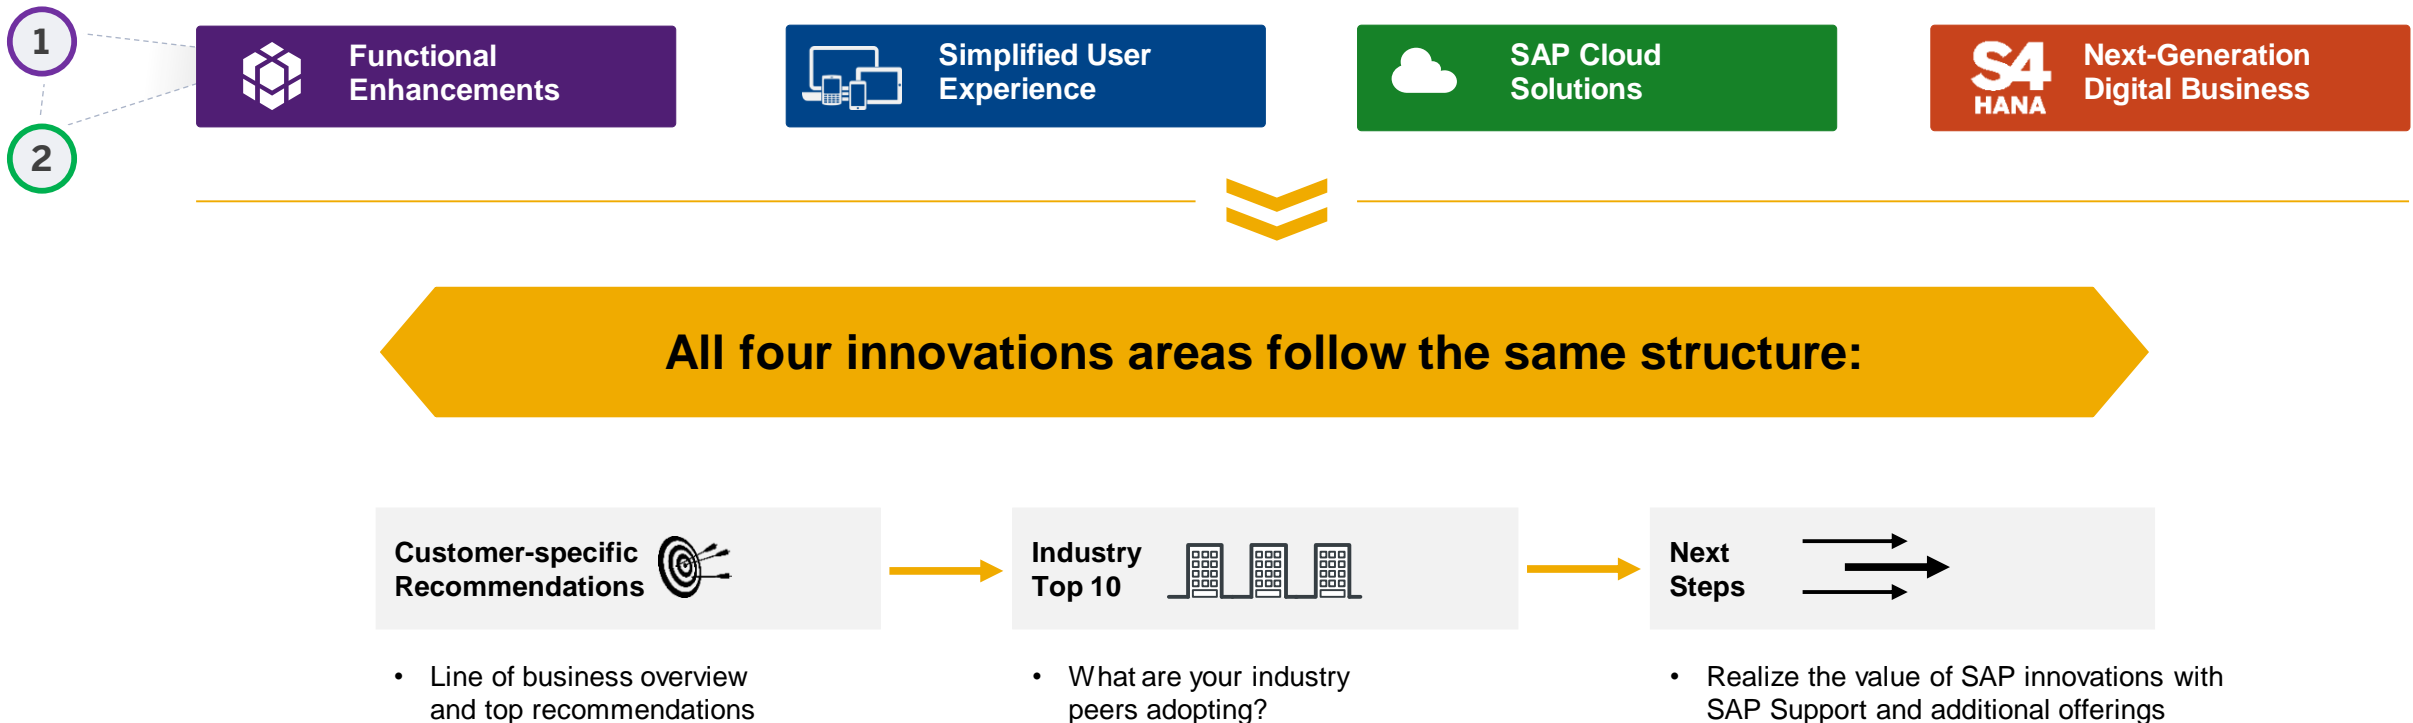 1
2
Functional
Enhancements
Simplified User
Experience
SAP Cloud
Solutions
S4
HANA
Next-Generation
Digital Business
All four innovations areas follow the same structure:
Customer-specific
Recommendations
Industry
Top 10
Next
Steps
• Line of business overview
and top recommendations
• What are your industry
peers adopting?
• Realize the value of SAP innovations with
SAP Support and additional offerings